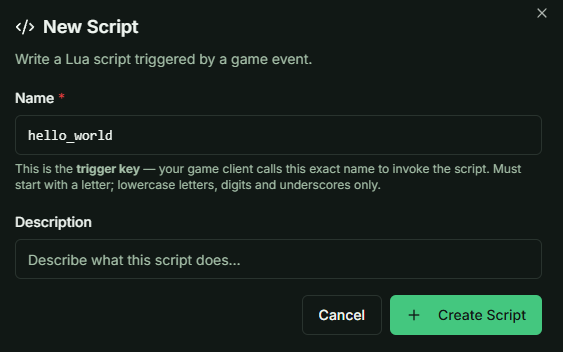 </> New Script
Write a Lua script triggered by a game event.
Name *
hello_world
This is the trigger key — your game client calls this exact name to invoke the script. Must
start with a letter; lowercase letters, digits and underscores only.
Description
Describe what this script does...
Cancel
+ Create Script